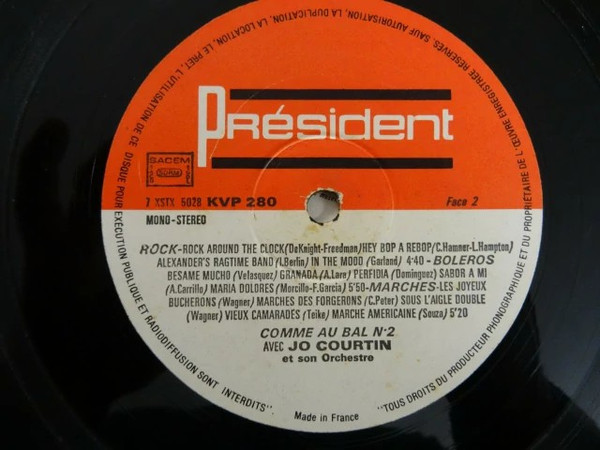 DROITS DU PRODUCTEUR PHONOGRAPHIQUE ET DU PROPRIETAIRE DE L'ŒUVRE ENREGISTREE RESERVES, SAUF AUTORISATION, LA DUPLICATION, LA LOCATION, LE PRET, L'UTILISATION DE CE DISQUE POUR EXECUTION PUBLIQUE ET RADIODIFFUSION SONT INTERDITS"
"TOUS
Président
SACEM
SDRM
7 XSTX 5028 KVP 280
Face 2
MONO-STEREO
ROCK-ROCK AROUND THE CLOCK(DeKnight-Freedman)HEY BOP A REBOP/C.Hamner-L.Hampton)
ALEXANDER'S RAGTIME BAND (I.Berlin) IN THE MOOD (Garland) 4:40-BOLEROS
BESAME MUCHO (Velasquez) GRANADA (A.Lara) PERFIDIA (Dominguez) SABOR A MI
(A.Carrillo) MARIA DOLORES (Morcillo-F.Garcia) 5'50-MARCHES-LES JOYEUX
BUCHERONS (Wagner) MARCHES DES FORGERONS (C.Peter) SOUS L'AIGLE DOUBLE
(Wagner) VIEUX CAMARADES (Teike) MARCHE AMERICAINE (Souza) 5'20
COMME AU BAL N°2
AVEC JO COURTIN
et son Orchestre
Made in France